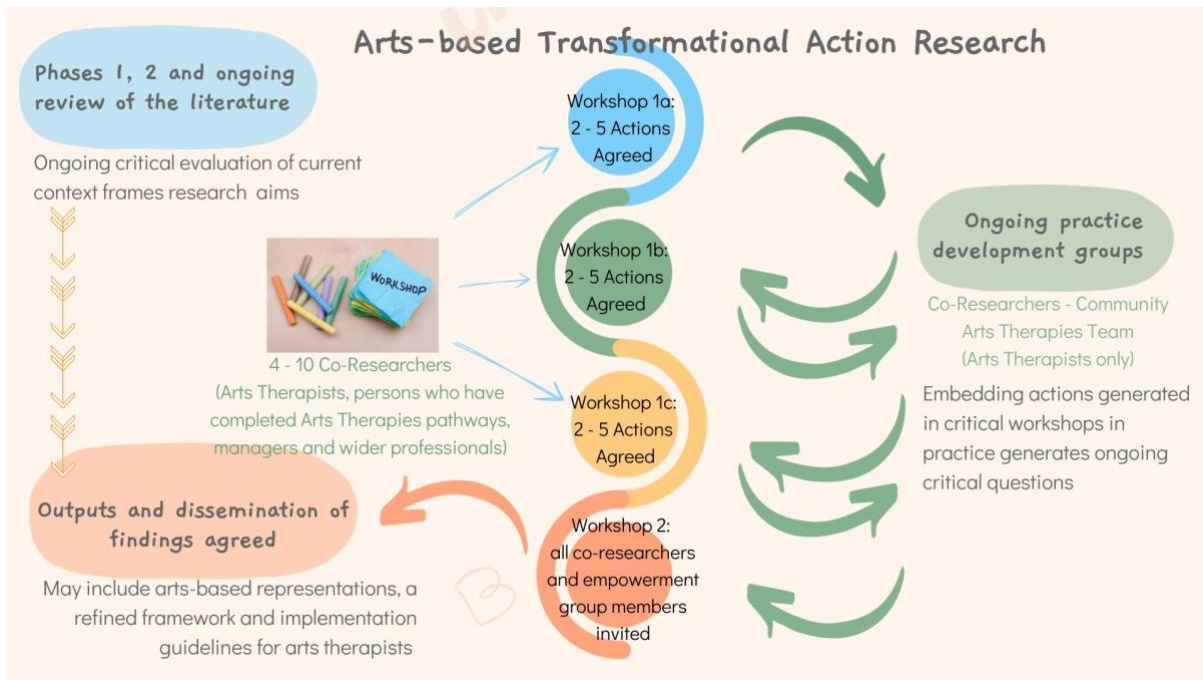 Arts-based Transformational Action Research
Phases 1, 2 and ongoing
review of the literature
Ongoing critical evaluation of current
context frames research aims
WORKSHOP
4 - 10 Co-Researchers
(Arts Therapists, persons who have
completed Arts Therapies pathways,
managers and wider professionals)
Outputs and dissemination of
findings agreed
May include arts-based representations, a
refined framework and implementation
guidelines for arts therapists
Workshop 1a:
2 - 5 Actions
Agreed
Workshop 1b:
2 - 5 Actions
Agreed
Workshop 1c:
2 - 5 Actions
Agreed
Workshop 2:
all co-researchers
and empowerment
group members
invited
Ongoing practice
development groups
Co-Researchers - Community
Arts Therapies Team
(Arts Therapists only)
Embedding actions generated
in critical workshops in
practice generates ongoing
critical questions